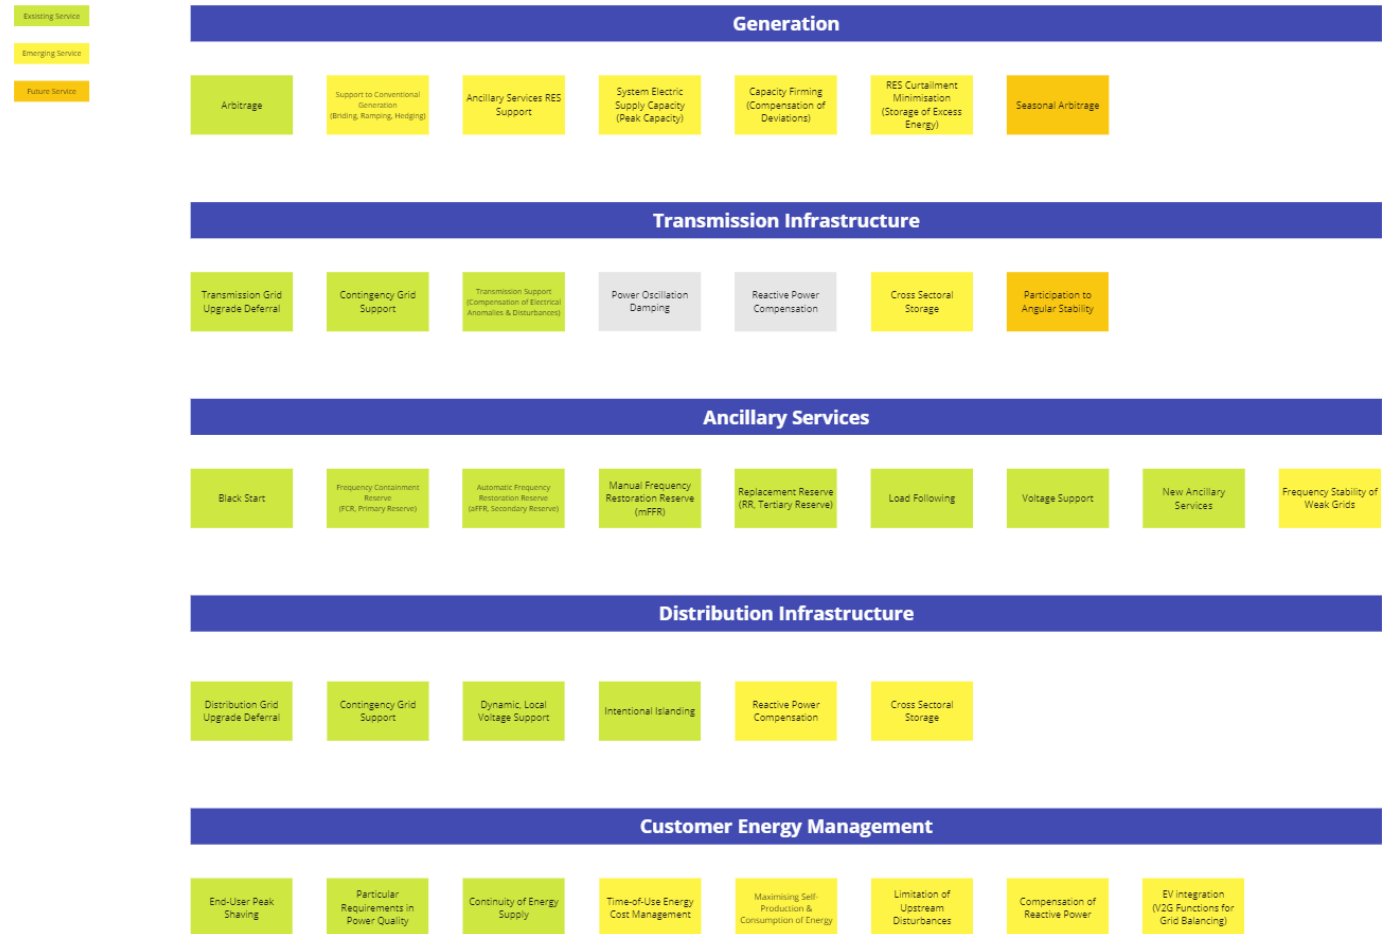 Exsisting Service
Emerging Service
Future Service
Generation
Arbitrage
Support to Conventional
Generation
(Briding, Ramping, Hedging)
Ancillary Services RES
Support
System Electric
Supply Capacity
(Peak Capacity)
Capacity Firming
(Compensation of
Deviations)
RES Curtailment
Minimisation
(Storage of Excess
Energy)
Seasonal Arbitrage
Transmission Infrastructure
Transmission Grid
Upgrade Deferral
Contingency Grid
Support
Transmission Support
(Compensation of Electrical
Anomalies & Disturbances)
Power Oscillation
Damping
Reactive Power
Compensation
Cross Sectoral
Storage
Participation to
Angular Stability
Ancillary Services
Black Start
Frequency Containment
Reserve
(FCR, Primary Reserve)
Automatic Frequency
Restoration Reserve
(aFFR, Secondary Reserve)
Manual Frequency
Restoration Reserve
(mFFR)
Replacement Reserve
(RR, Tertiary Reserve)
Load Following
Voltage Support
New Ancillary
Services
Frequency Stability of
Weak Grids
Distribution Infrastructure
Distribution Grid
Upgrade Deferral
Contingency Grid
Support
Dynamic, Local
Voltage Support
Intentional Islanding
Reactive Power
Compensation
Cross Sectoral
Storage
Customer Energy Management
End-User Peak
Shaving
Particular
Requirements in
Power Quality
Continuity of Energy
Supply
Time-of-Use Energy
Cost Management
Maximising Self-
Production &
Consumption of Energy
Limitation of
Upstream
Disturbances
Compensation of
Reactive Power
EV integration
(V2G Functions for
Grid Balancing)